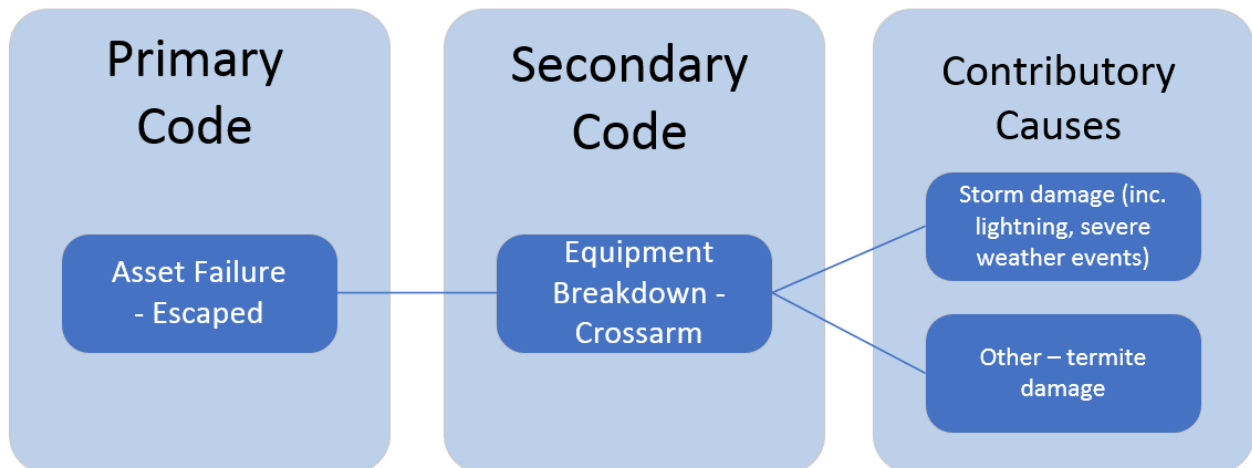 Primary
Code
Secondary
Code
Contributory
Causes
Asset Failure
- Escaped
Equipment
Breakdown -
Crossarm
Storm damage (inc.
lightning, severe
weather events)
Other – termite
damage